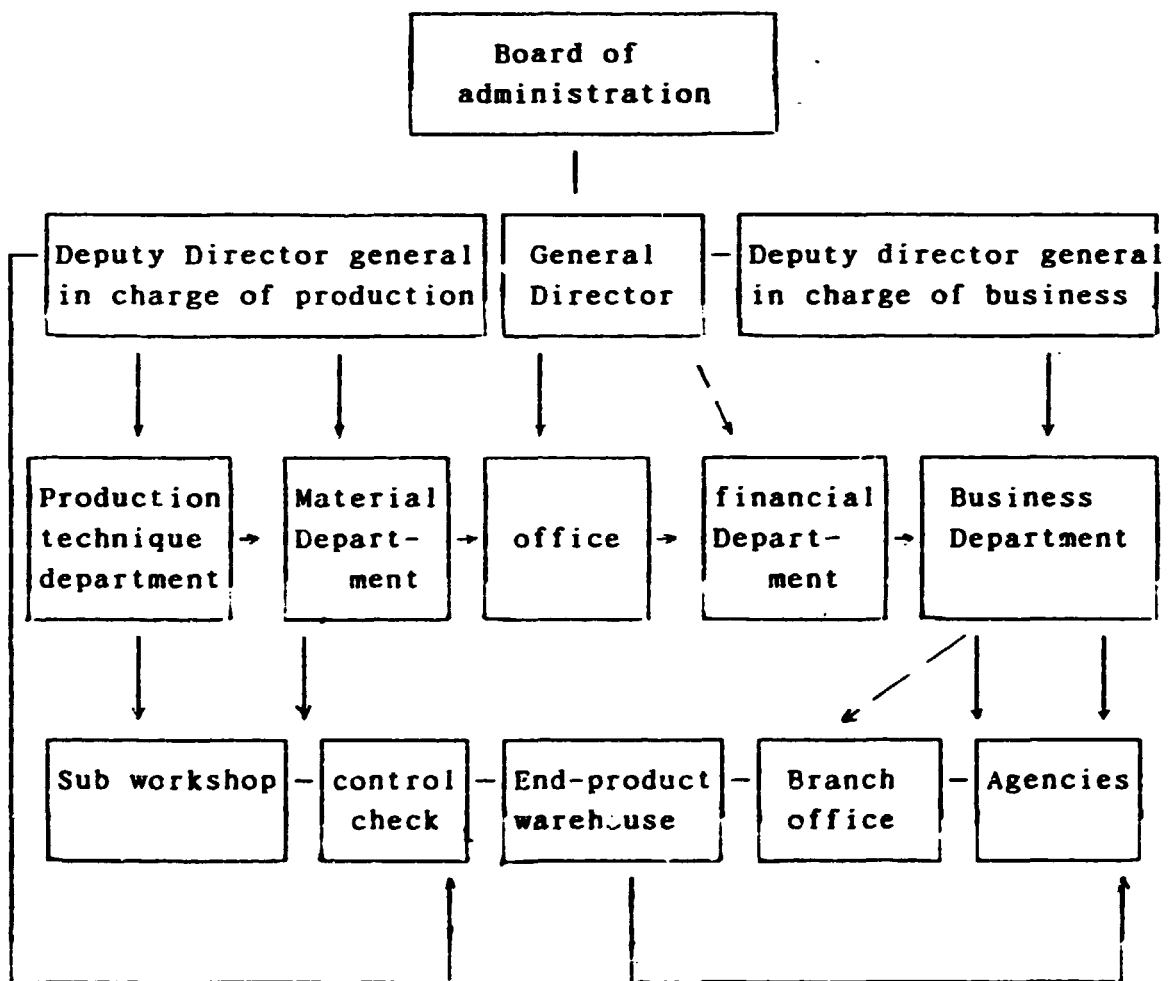 Board of
administration
Deputy Director general
in charge of production
General
Director
Deputy director general
in charge of business
Production
technique
department
Material
Depart-
ment
office
financial
Depart-
ment
Business
Department
Sub workshop
control
check
End-product
warehouse
Branch
office
Agencies